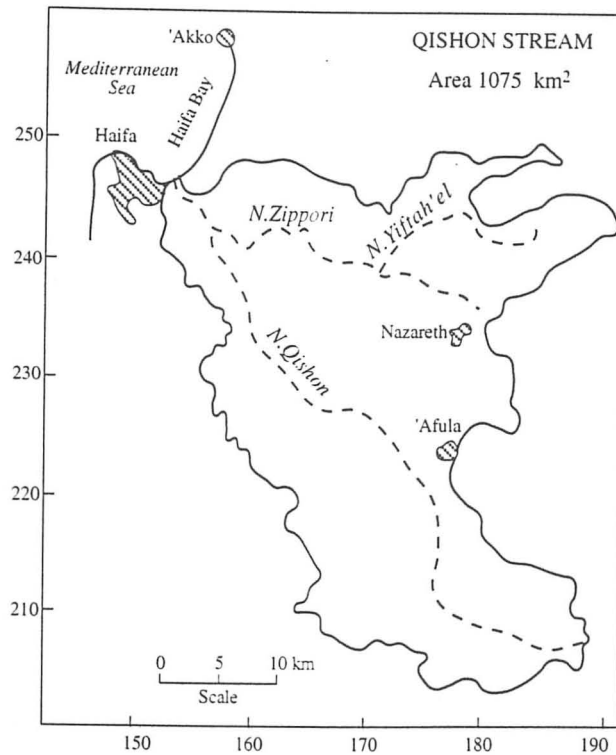 QISHON STREAM
Area 1075 km²
'Akko
Mediterranean
Sea
Haifa Bay
Haifa
N.Zippori
N.Yiftah'el
Nazareth
N.Qishon
'Afula
250
240
230
220
210
0 5 10 km
Scale
150 160 170 180 190